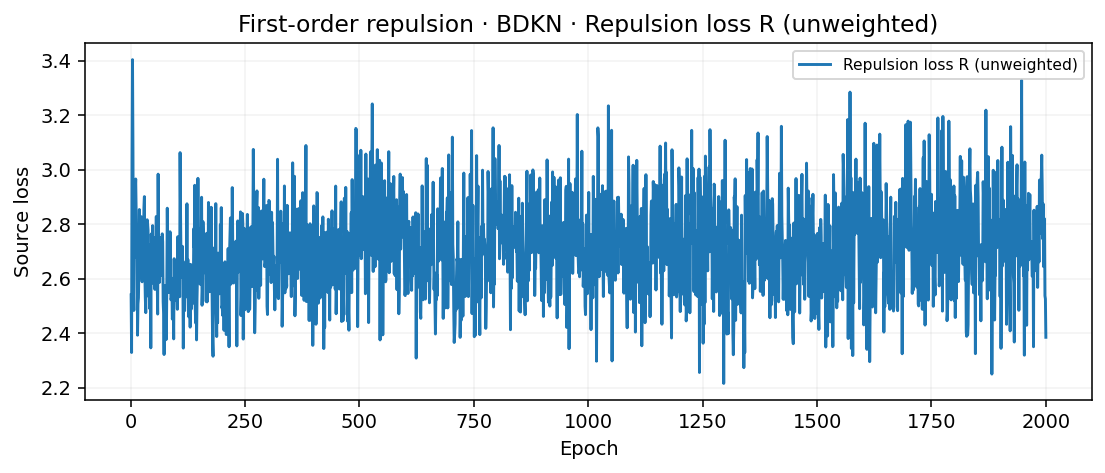 First-order repulsion · BDKN · Repulsion loss R (unweighted)
Repulsion loss R (unweighted)
Source loss
3.4
3.2
3.0
2.8
2.6
2.4
2.2
0 250 500 750 1000 1250 1500 1750 2000
Epoch